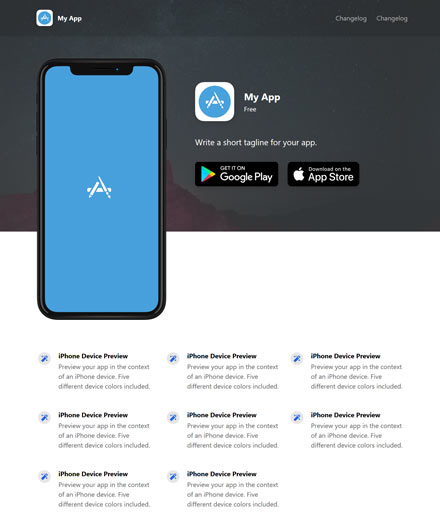 My App
Changelog
Changelog
My App
Free
Write a short tagline for your app.
GET IT ON
Google Play
Download on the
App Store
iPhone Device Preview
Preview your app in the context
of an iPhone device. Five
different device colors included.
iPhone Device Preview
Preview your app in the context
of an iPhone device. Five
different device colors included.
iPhone Device Preview
Preview your app in the context
of an iPhone device. Five
different device colors included.
iPhone Device Preview
Preview your app in the context
of an iPhone device. Five
different device colors included.
iPhone Device Preview
Preview your app in the context
of an iPhone device. Five
different device colors included.
iPhone Device Preview
Preview your app in the context
of an iPhone device. Five
different device colors included.
iPhone Device Preview
Preview your app in the context
of an iPhone device. Five
different device colors included.
iPhone Device Preview
Preview your app in the context
of an iPhone device. Five
different device colors included.